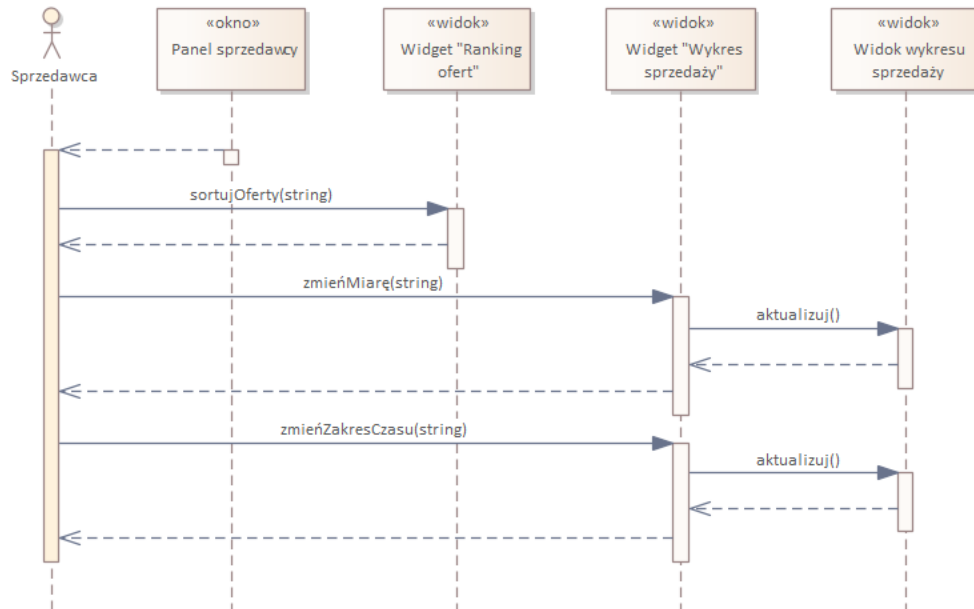 «okno»
Panel sprzedawcy
«widok»
Widget "Ranking
ofert"
«widok»
Widget "Wykres
sprzedaży"
«widok»
Widok wykresu
sprzedaży
Sprzedawca
sortujOferty(string)
zmieńMiarę(string)
aktualizuj()
zmieńZakresCzasu(string)
aktualizuj()